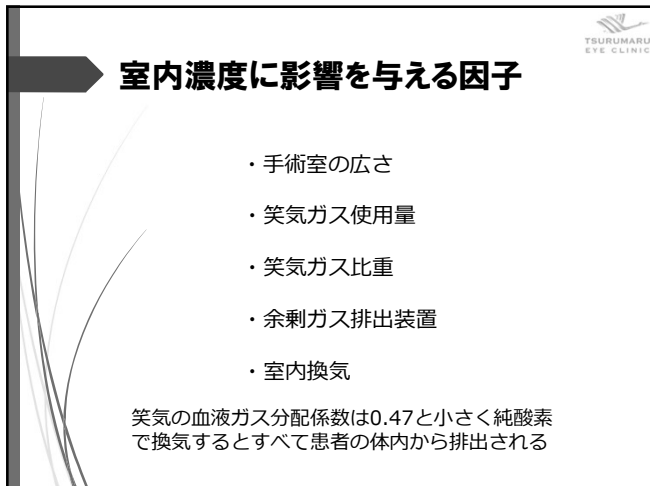 TSURUMARU
EYE CLINIC
室内濃度に影響を与える因子
・手術室の広さ
・笑気ガス使用量
・笑気ガス比重
・余剰ガス排出装置
・室内換気
笑気の血液ガス分配係数は0.47と小さく純酸素
で換気するとすべて患者の体内から排出される